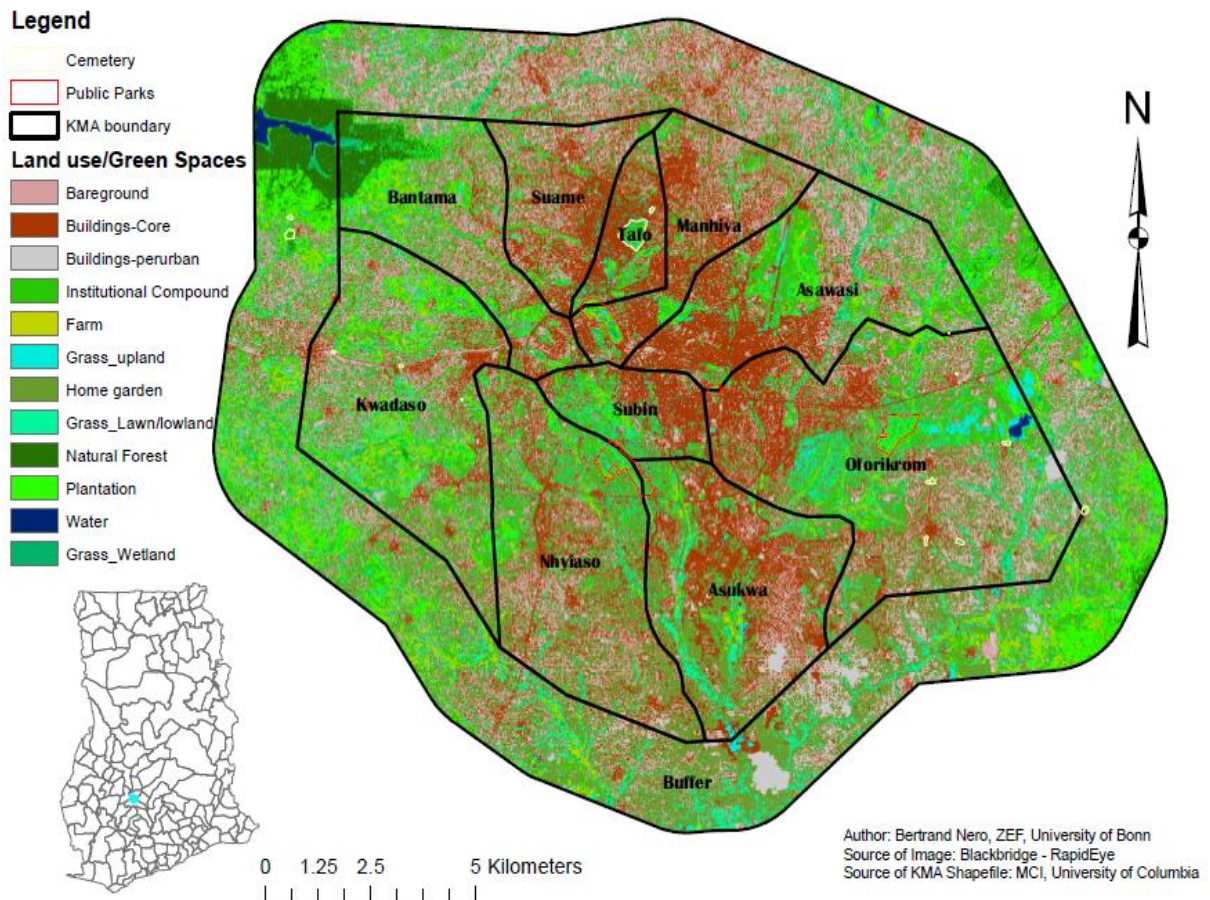 Legend
Cemetery
Public Parks
KMA boundary
Land use/Green Spaces
Bareground
Buildings-Core
Buildings-perurban
Institutional Compound
Farm
Grass_upland
Home garden
Grass_Lawn/lowland
Natural Forest
Plantation
Water
Grass_Wetland
N
Bantama
Suame
Tafo
Manhiya
Asawasi
Kwadaso
Subin
Oforikrom
Nhyiaso
Asukwa
Buffer
0 1.25 2.5 5 Kilometers
Author: Bertrand Nero, ZEF, University of Bonn
Source of Image: Blackbridge - RapidEye
Source of KMA Shapefile: MCI, University of Columbia